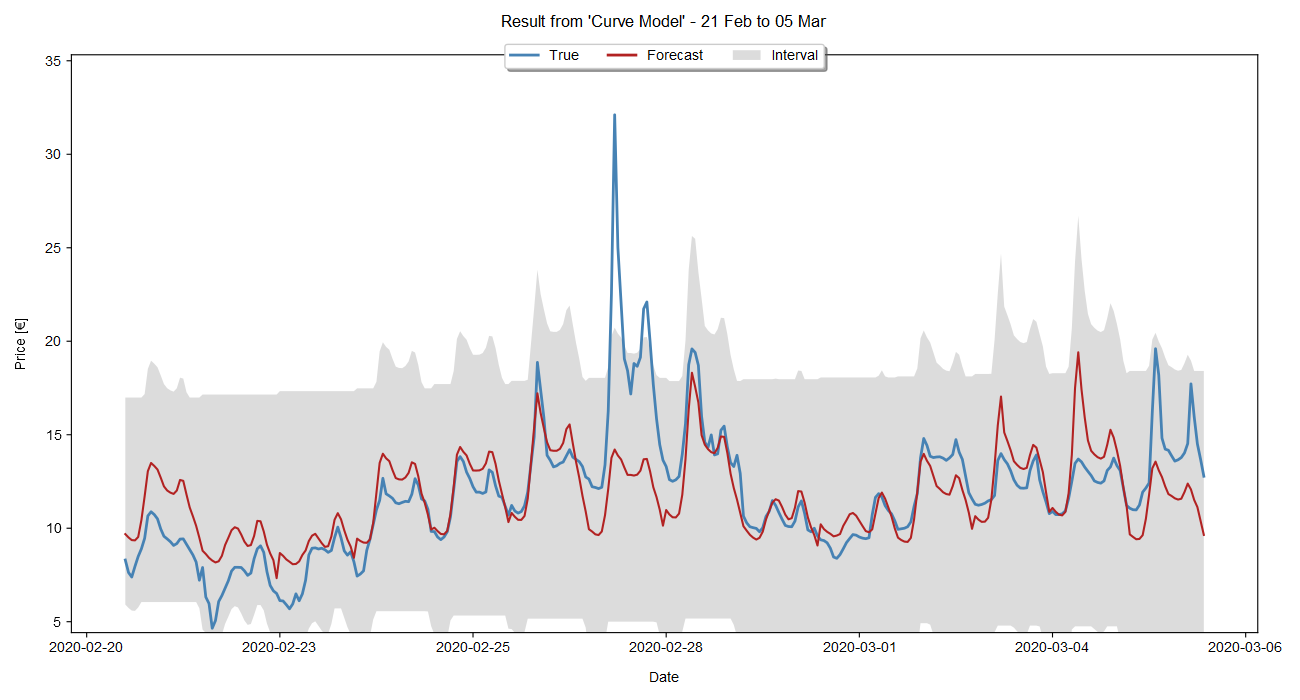 Result from 'Curve Model' - 21 Feb to 05 Mar
True Forecast Interval
35
30
25
20
15
10
5
Price [€]
2020-02-20 2020-02-23 2020-02-25 2020-02-28 2020-03-01 2020-03-04 2020-03-06
Date